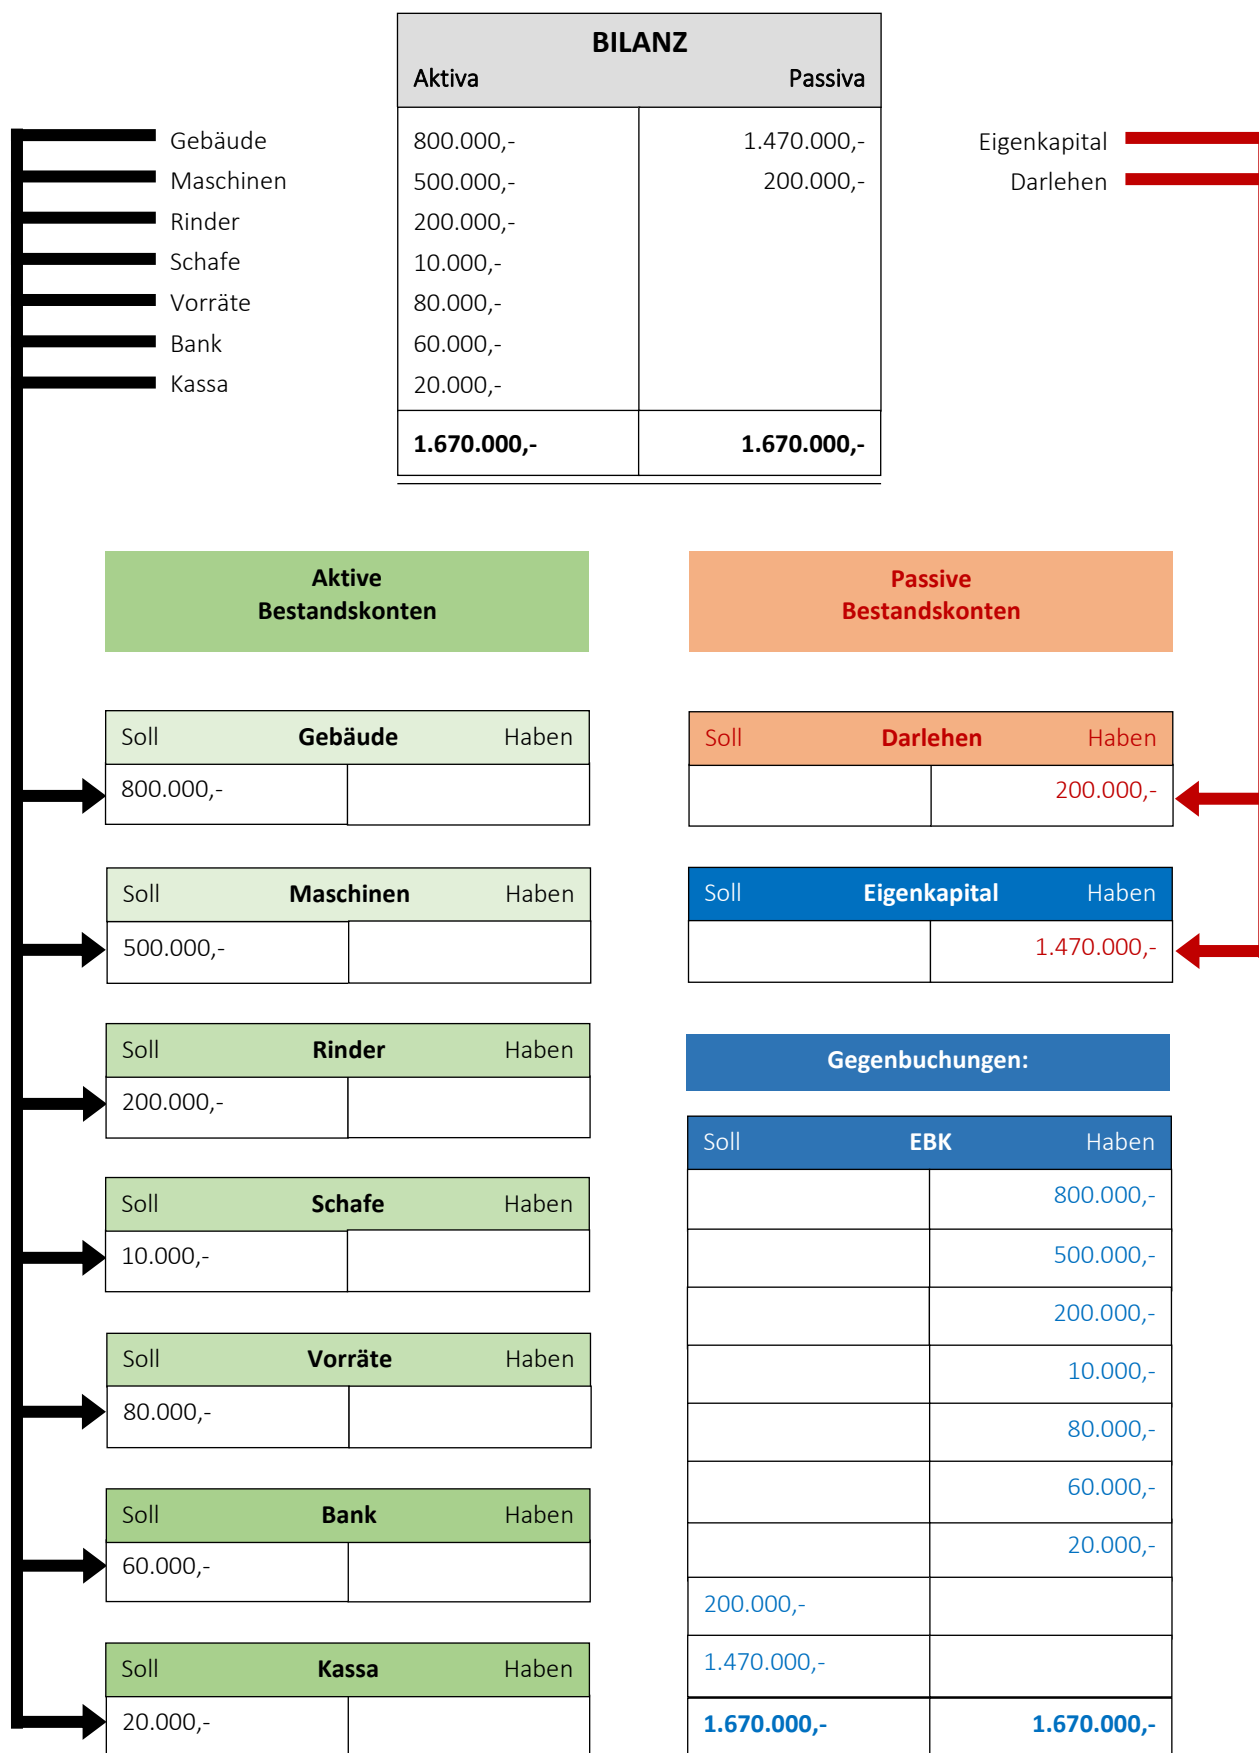 BILANZ
Aktiva Passiva
Gebäude 800.000,- 1.470.000,- Eigenkapital
Maschinen 500.000,- 200.000,- Darlehen
Rinder 200.000,-
Schafe 10.000,-
Vorräte 80.000,-
Bank 60.000,-
Kassa 20.000,-
1.670.000,- 1.670.000,-
Aktive
Bestandskonten
Passive
Bestandskonten
Soll Gebäude Haben
800.000,-
Soll Maschinen Haben
500.000,-
Soll Rinder Haben
200.000,-
Soll Schafe Haben
10.000,-
Soll Vorräte Haben
80.000,-
Soll Bank Haben
60.000,-
Soll Kassa Haben
20.000,-
Soll Darlehen Haben
200.000,-
Soll Eigenkapital Haben
1.470.000,-
Gegenbuchungen:
Soll EBK Haben
800.000,-
500.000,-
200.000,-
10.000,-
80.000,-
60.000,-
20.000,-
200.000,-
1.470.000,-
1.670.000,- 1.670.000,-